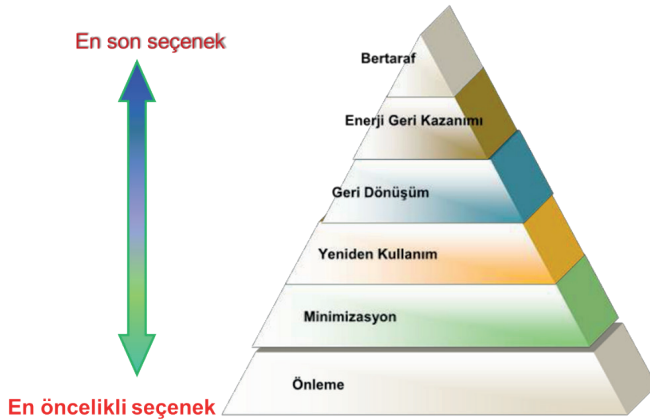 En son seçenek
Bertaraf
Enerji Geri Kazanımı
Geri Dönüşüm
Yeniden Kullanım
Minimizasyon
Önleme
En öncelikli seçenek